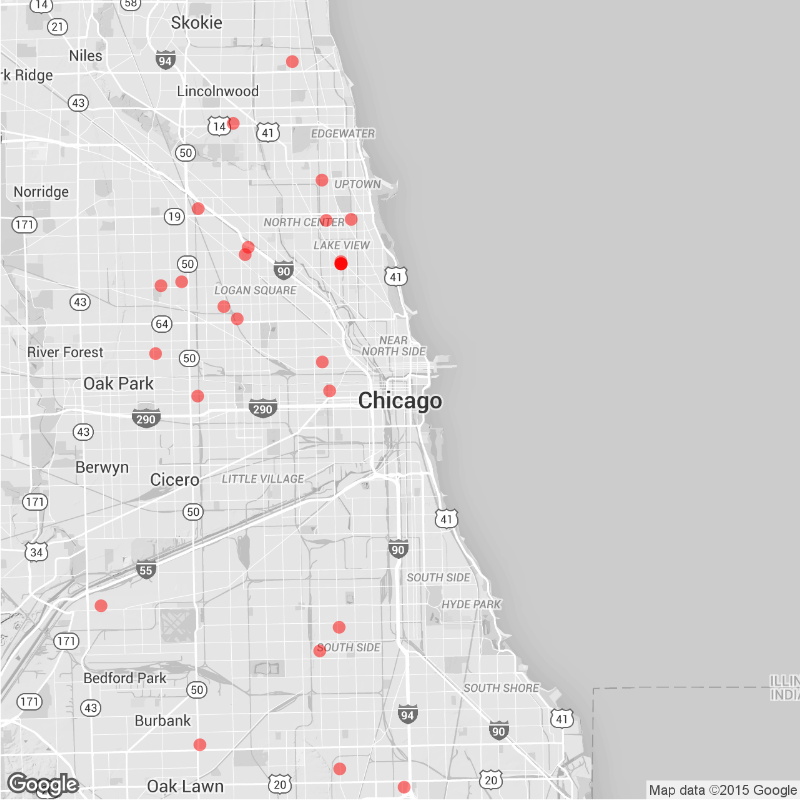 14
58
21
Skokie
Niles
94
rk Ridge
Lincolnwood
43
14
41
EDGEWATER
50
UPTOWN
Norridge
19
171
NORTH CENTER
LAKE VIEW
50
90
41
LOGAN SQUARE
43
64
NEAR
NORTH SIDE
River Forest
50
Oak Park
290
290
Chicago
43
Berwyn
Cicero
LITTLE VILLAGE
171
50
41
34
90
55
SOUTH SIDE
HYDE PARK
171
SOUTH SIDE
Bedford Park
50
SOUTH SHORE
ILLIN
INDIA
171
43
94
Burbank
90
41
Google
Oak Lawn
20
20
Map data ©2015 Google